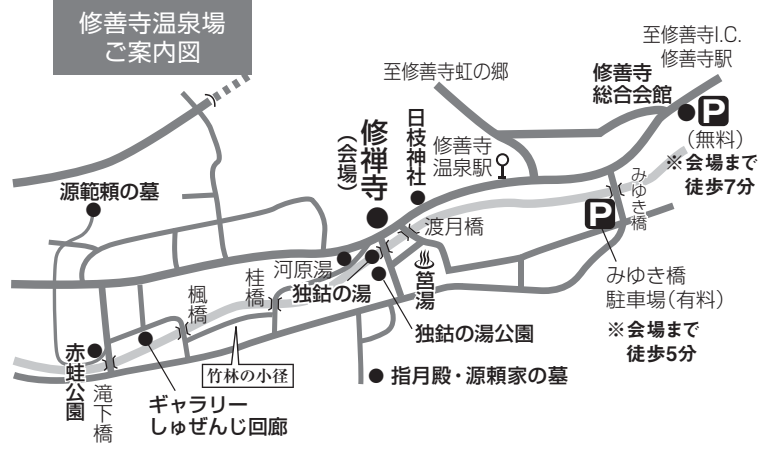 修善寺温泉場
ご案内図
至修善寺I.C.
修善寺駅
至修善寺虹の郷
修善寺
総合会館
P
(無料)
※会場まで
徒歩7分
日枝神社
修善寺
温泉駅
修禅寺
(会場)
源範頼の墓
みゆき橋
P
渡月橋
河原湯
独鈷の湯
筥湯
桂橋
楓橋
みゆき橋
駐車場(有料)
※会場まで
徒歩5分
独鈷の湯公園
赤蛙公園
滝下橋
竹林の小径
指月殿・源頼家の墓
ギャラリー
しゅぜんじ回廊